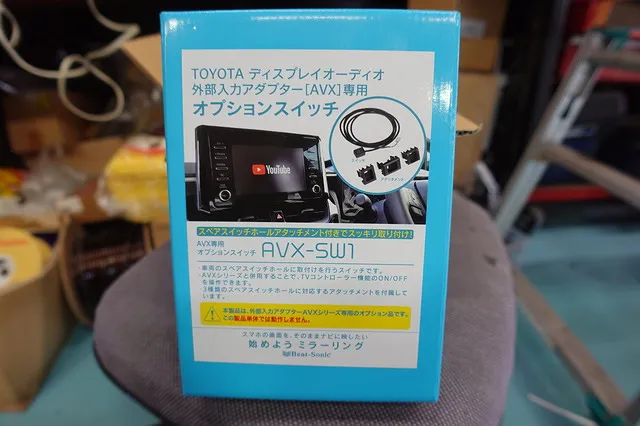 TOYOTA ディスプレイオーディオ
外部入力アダプター[AVX]専用
オプションスイッチ
スイッチ
アタッチメント
YouTube
スペアスイッチホールアタッチメント付きでスッキリ取り付け!
AVX専用
オプションスイッチ AVX-SW1
・車両のスペアスイッチホールに取付けを行うスイッチです。
・AVXシリーズと併用することで、TVコントローラー機能のON/OFF
を操作できます。
・3種類のスペアスイッチホールに対応するアタッチメントを付属して
います。
本製品は、外部入力アダプターAVXシリーズ専用のオプション品です。
この製品単体では動作しません。
スマホの画面を、そのままナビに映したい
始めよう ミラーリング
Beat-Sonic